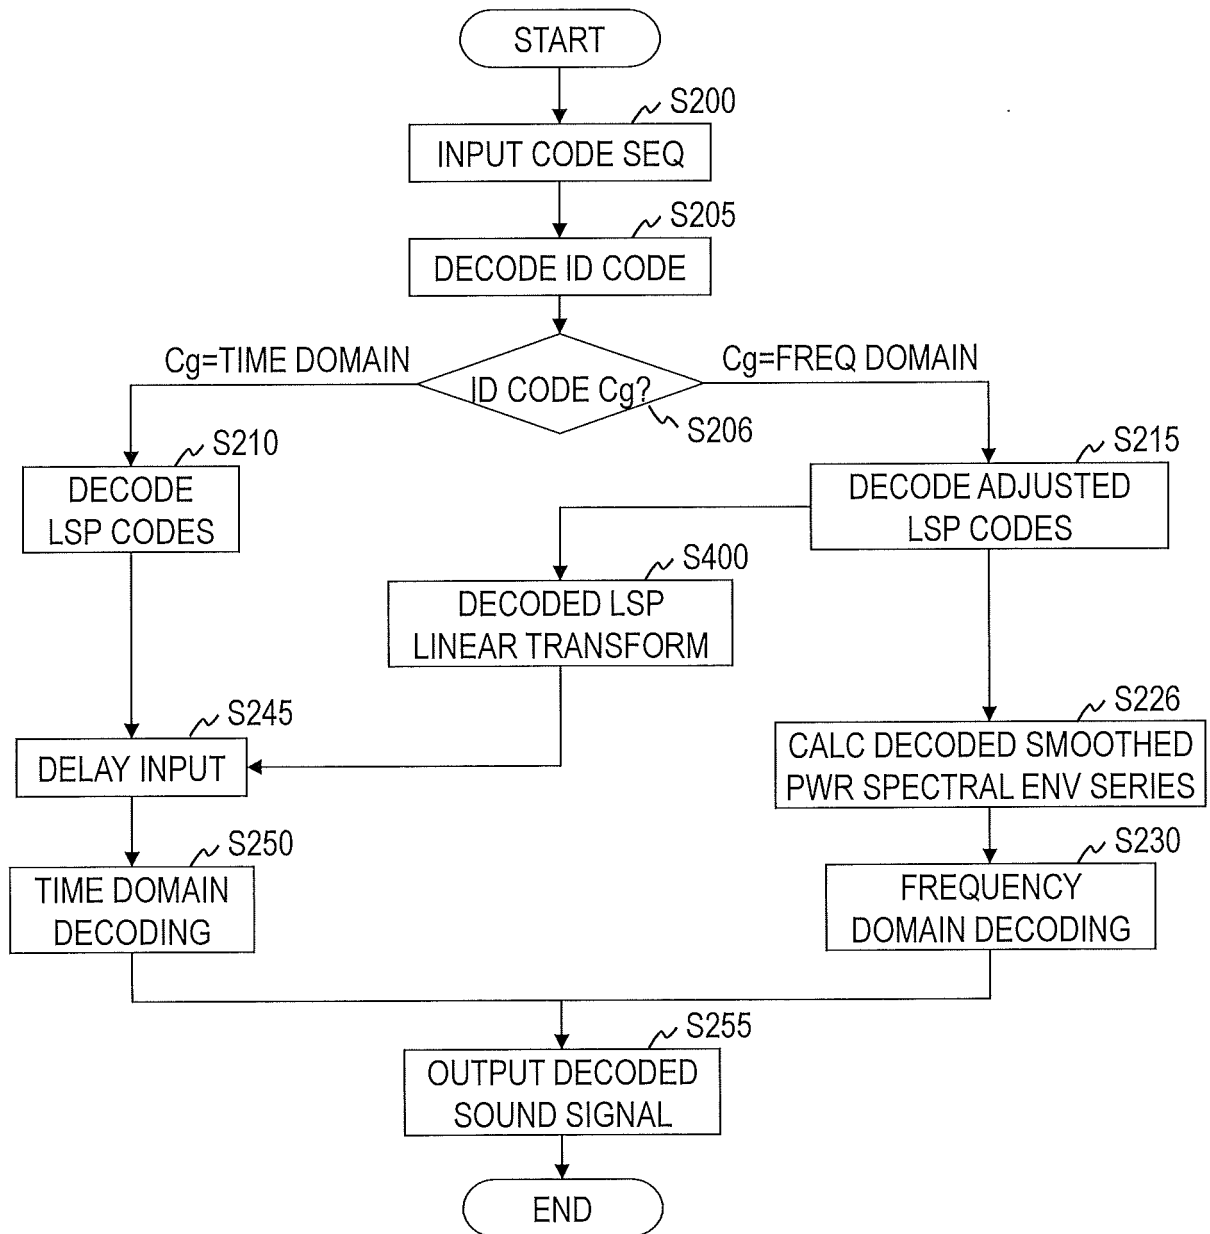 START
S200
INPUT CODE SEQ
S205
DECODE ID CODE
Cg=TIME DOMAIN
Cg=FREQ DOMAIN
ID CODE Cg?
S206
S210
DECODE
LSP CODES
S215
DECODE ADJUSTED
LSP CODES
S400
DECODED LSP
LINEAR TRANSFORM
S245
DELAY INPUT
S226
CALC DECODED SMOOTHED
PWR SPECTRAL ENV SERIES
S250
TIME DOMAIN
DECODING
S230
FREQUENCY
DOMAIN DECODING
S255
OUTPUT DECODED
SOUND SIGNAL
END